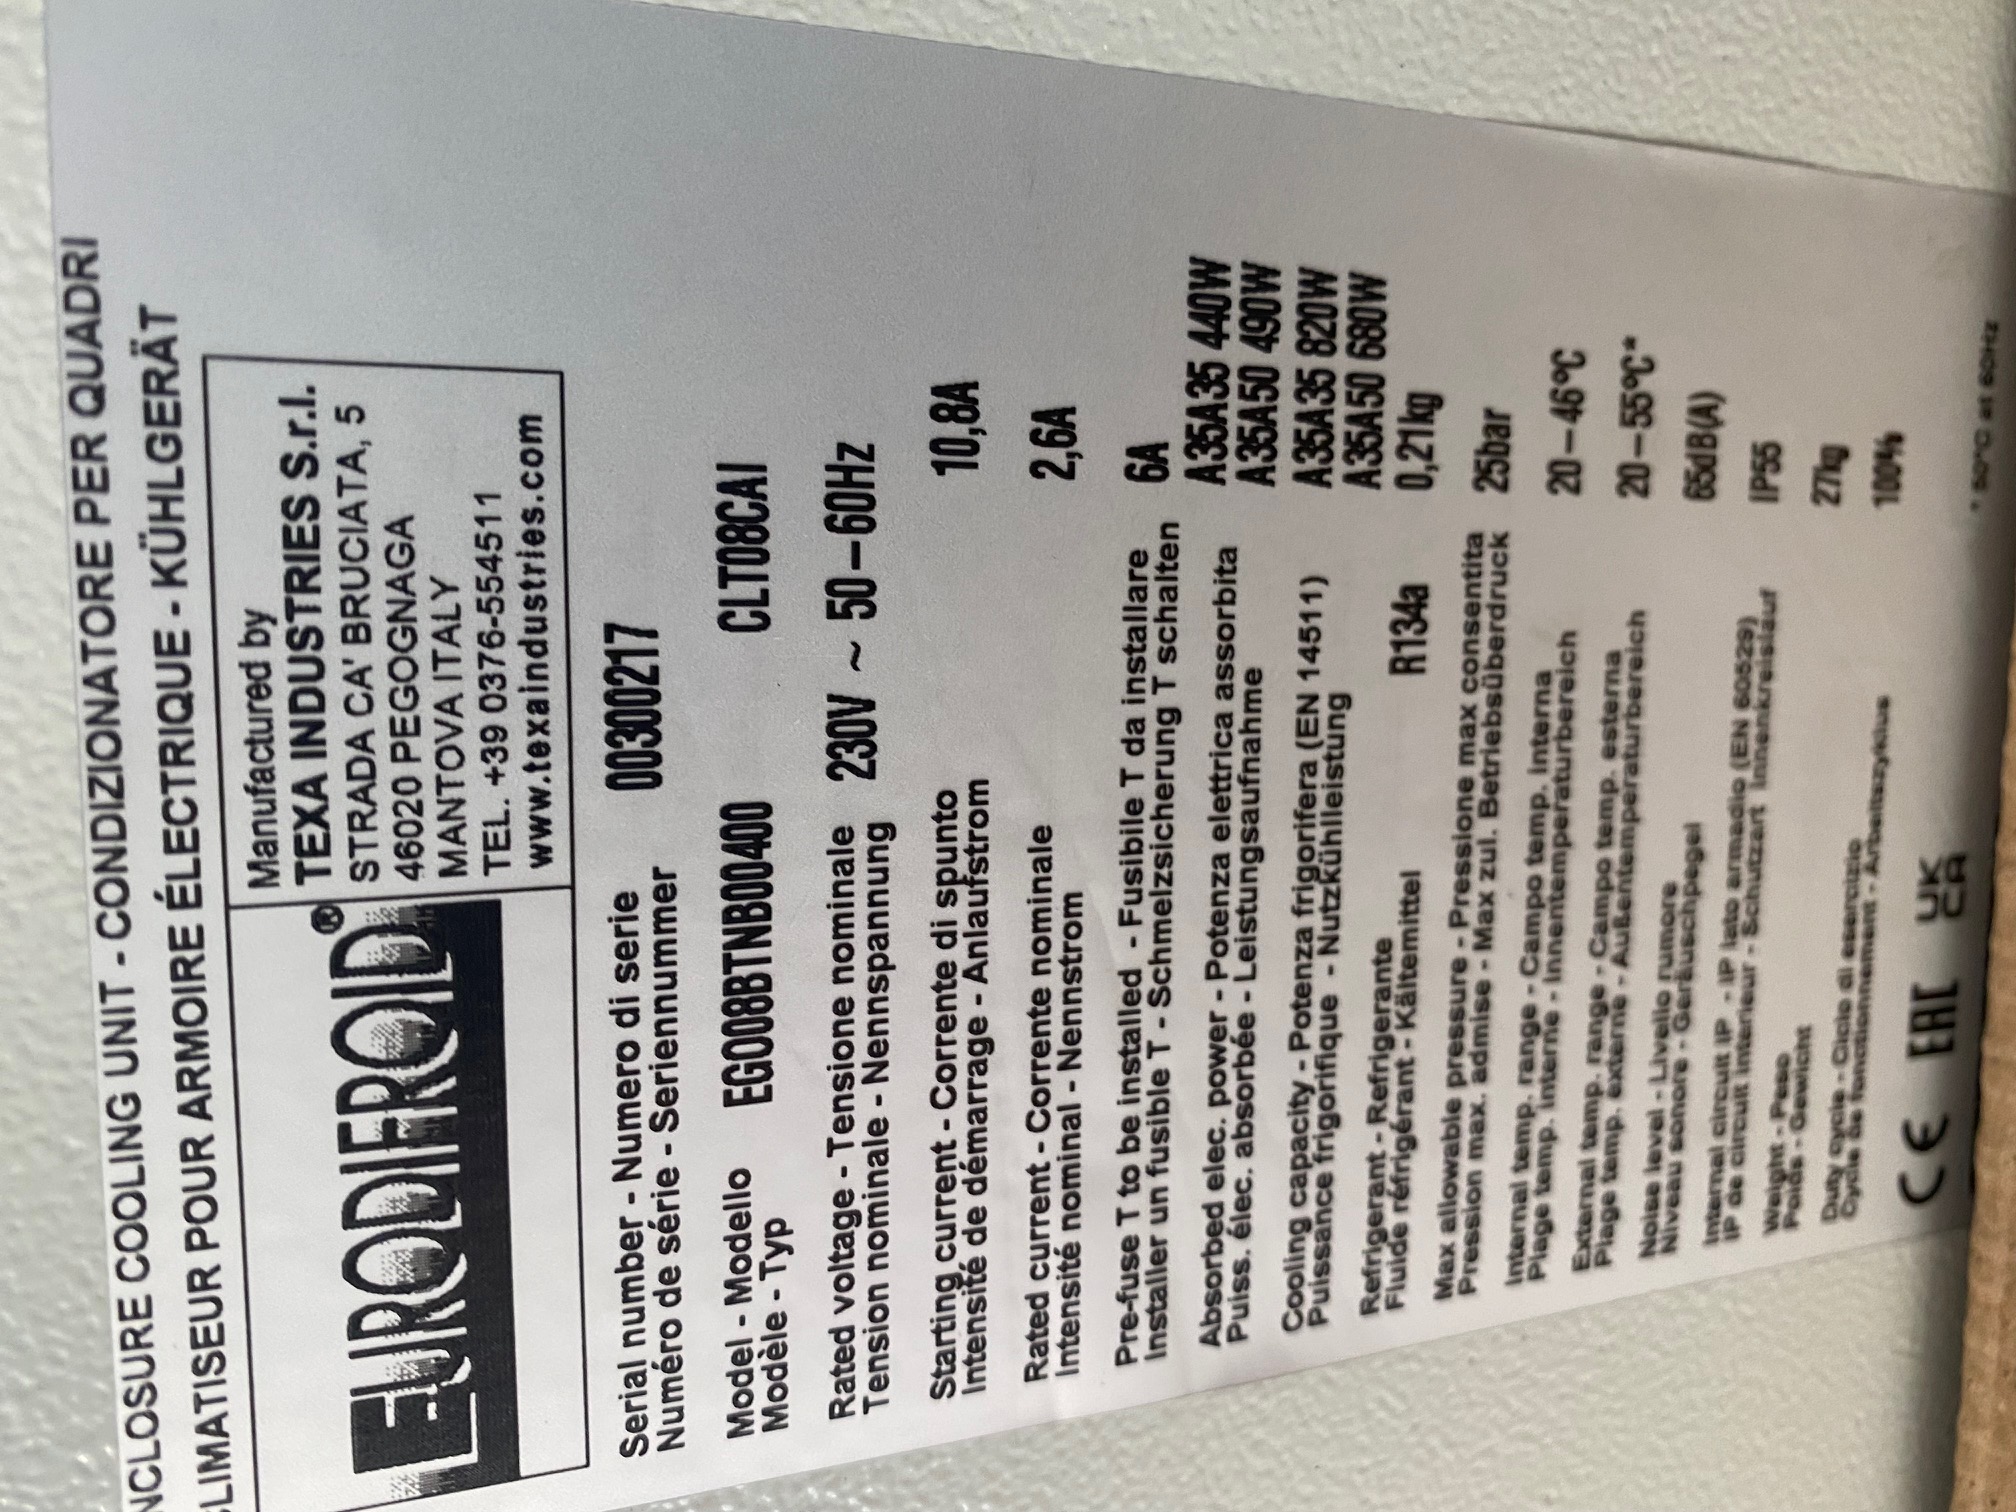 NCLOSURE COOLING UNIT - CONDIZIONATORE PER QUADRI
CLIMATISEUR POUR ARMOIRE ÉLECTRIQUE - KÜHLGERÄT
EUROIDFROID®
Manufactured by
TEXA INDUSTRIES S.r.l.
STRADA CA' BRUCIATA, 5
46020 PEGOGNAGA
MANTOVA ITALY
TEL. +39 0376-554511
www.texaindustries.com
Serial number - Numero di serie 00300217
Numéro de série - Seriennummer
Model - Modello EGO08BTNB00400 CLT08CAI
Modèle - Typ
Rated voltage - Tensione nominale 230V ~ 50-60Hz
Tension nominale - Nennspannung
Starting current - Corrente di spunto 10,8A
Intensité de démarrage - Anlaufstrom
Rated current - Corrente nominale 2,6A
Intensité nominal - Nennstrom
Pre-fuse T to be installed - Fusibile T da installare 6A
Installer un fusible T - Schmelzsicherung T schalten
Absorbed elec. power - Potenza elettrica assorbita A35A35 440W
Puiss. élec. absorbée - Leistungsaufnahme A35A50 490W
Cooling capacity - Potenza frigorifera (EN 14511) A35A35 820W
Puissance frigorifique - Nutzkühlleistung A35A50 680W
Refrigerant - Refrigerante R134a 0,21kg
Fluide réfrigérant - Kältemittel
Max allowable pressure - Pressione max consentita 25bar
Pression max. admise - Max zul. Betriebsüberdruck
Internal temp. range - Campo temp. interna 20-46°C
Plage temp. interne - Innentemperaturbereich
External temp. range - Campo temp. esterna 20-55°C*
Plage temp. externe - Außentemperaturbereich
Noise level - Livello rumore 65dB(A)
Niveau sonore - Geräuschpegel
Internal circuit IP - IP lato armadio (EN 60529) IP55
IP de circuit interieur - Schutzart Innenkreislauf
Weight - Peso 27kg
Poids - Gewicht
Duty cycle - Ciclo di esercizio 100%
Cycle de fonctionnement - Arbeitszyklus
* 50°C at 60Hz
CE EAC UK CA